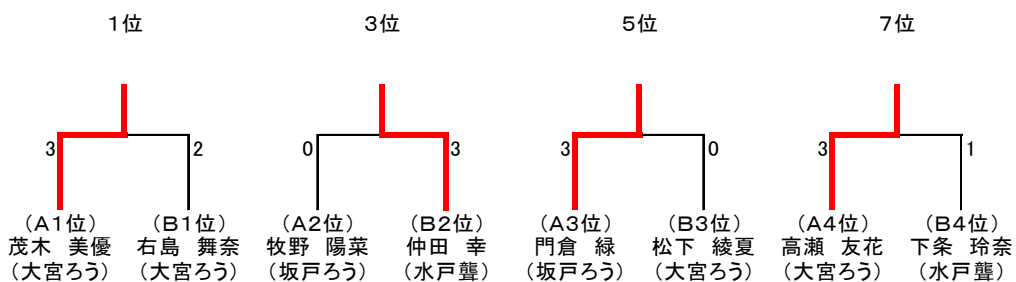 1位 3位 5位 7位
3 2 0 3 3 0 3 1
(A1位) (B1位) (A2位) (B2位) (A3位) (B3位) (A4位) (B4位)
茂木 美優 右島 舞奈 牧野 陽菜 仲田 幸 門倉 緑 松下 綾夏 高瀬 友花 下条 玲奈
(大宮ろう) (大宮ろう) (坂戸ろう) (水戸聾) (坂戸ろう) (大宮ろう) (大宮ろう) (水戸聾)